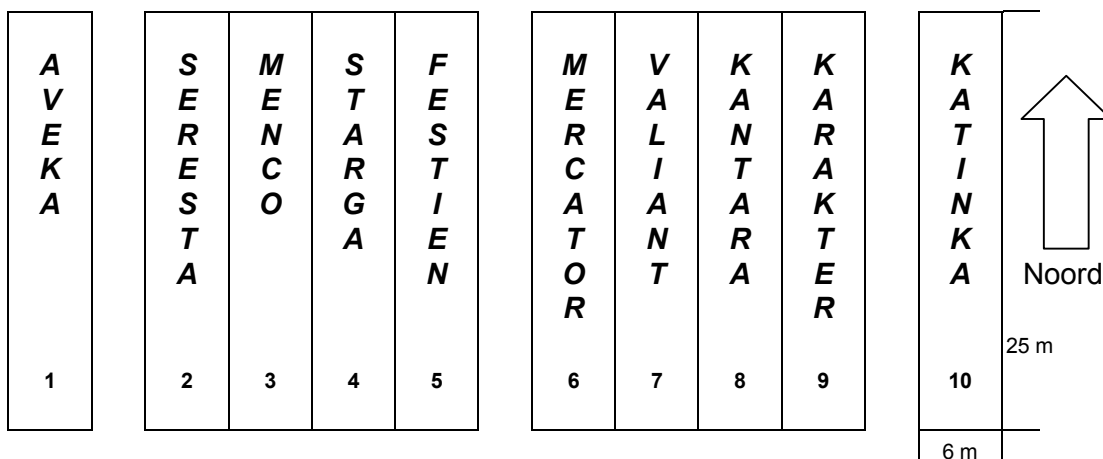 AVEKA
SERESTA
MENCO
STARGA
FESTIEN
MERCATOR
VALIANT
KANTARA
KARAKTER
KATINKA
Noord
25 m
1 2 3 4 5 6 7 8 9 10
6 m